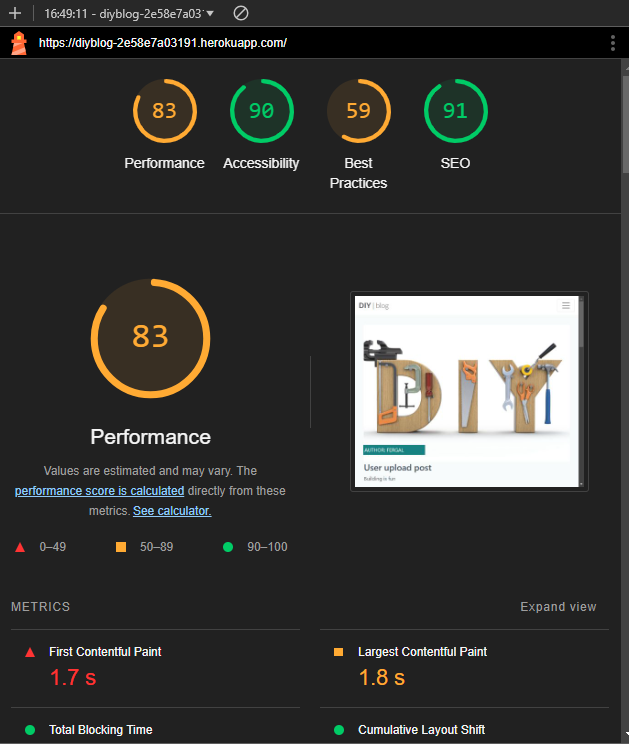 16:49:11 - diyblog-2e58e7a03
https://diyblog-2e58e7a03191.herokuapp.com/
83
90
59
91
Performance
Accessibility
Best
Practices
SEO
83
Performance
Values are estimated and may vary. The
performance score is calculated directly from these
metrics. See calculator.
0–49
50–89
90–100
DIY | blog
DIY
AUTHOR: FERGAL
User upload post
Building is fun
METRICS
Expand view
First Contentful Paint
1.7 s
Largest Contentful Paint
1.8 s
Total Blocking Time
Cumulative Layout Shift